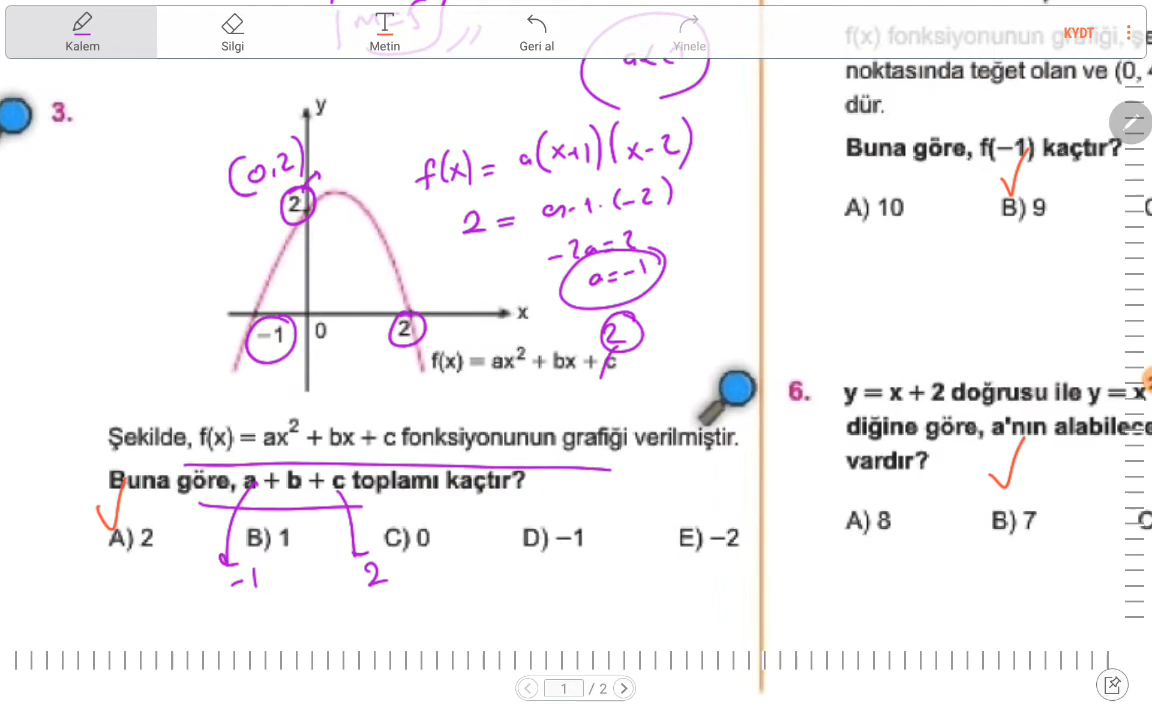 Kalem
Silgi
Metin
Geri al
Yinele
KYDT
m=5
3.
y
(0,2)
2
f(x) = a(x+1)(x-2)
2 = a.1.(-2)
-2a=2
a=-1
-1
0
2
x
2
f(x) = ax² + bx + c
Şekilde, f(x) = ax² + bx + c fonksiyonunun grafiği verilmiştir.
Buna göre, a + b + c toplamı kaçtır?
A) 2 B) 1 C) 0 D) −1 E) −2
-1 2
f(x) fonksiyonunun grafiği,
noktasında teğet olan ve (0,
dür.
Buna göre, f(−1) kaçtır?
A) 10 B) 9
6. y = x + 2 doğrusu ile y = x²
diğine göre, a'nın alabilece
vardır?
A) 8 B) 7
1 / 2